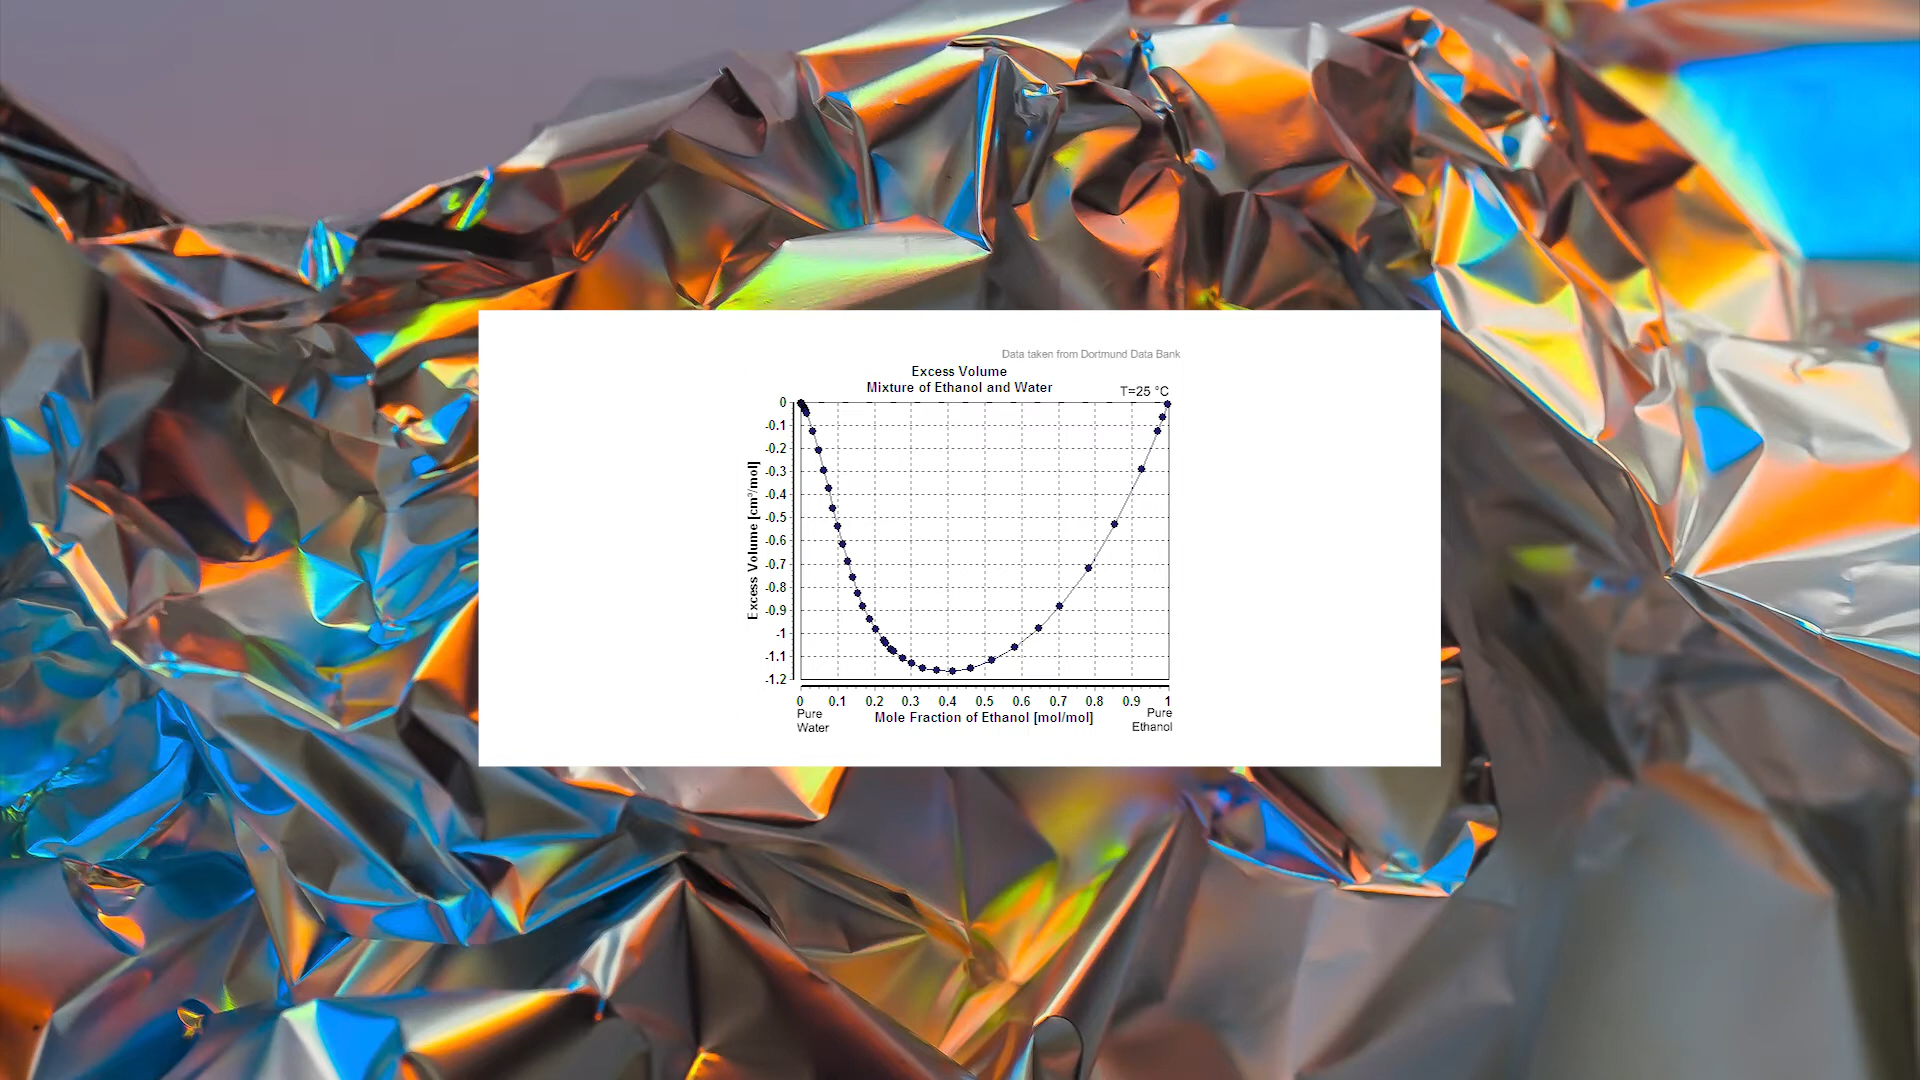 Data taken from Dortmund Data Bank
Excess Volume
Mixture of Ethanol and Water
T=25 °C
0
-0.1
-0.2
-0.3
-0.4
-0.5
-0.6
-0.7
-0.8
-0.9
-1
-1.1
-1.2
Excess Volume [cm³/mol]
0 0.1 0.2 0.3 0.4 0.5 0.6 0.7 0.8 0.9 1
Pure Water
Mole Fraction of Ethanol [mol/mol]
Pure Ethanol